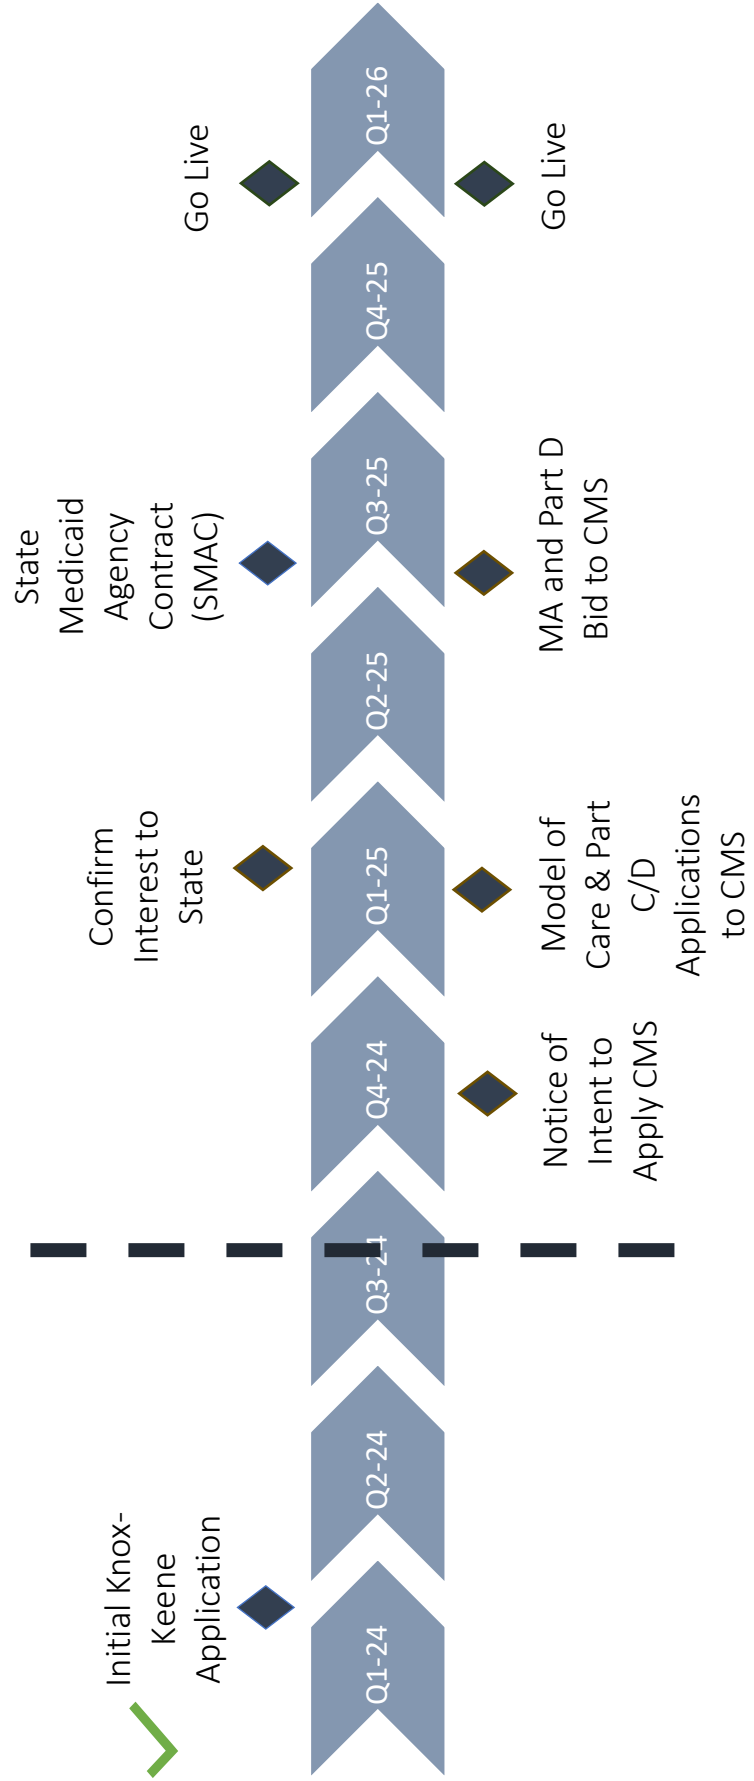 Initial Knox-
Keene
Application
Confirm
Interest to
State
State
Medicaid
Agency
Contract
(SMAC)
Go Live
Q1-24
Q2-24
Q3-24
Q4-24
Q1-25
Q2-25
Q3-25
Q4-25
Q1-26
Notice of
Intent to
Apply CMS
Model of
Care & Part
C/D
Applications
to CMS
MA and Part D
Bid to CMS
Go Live